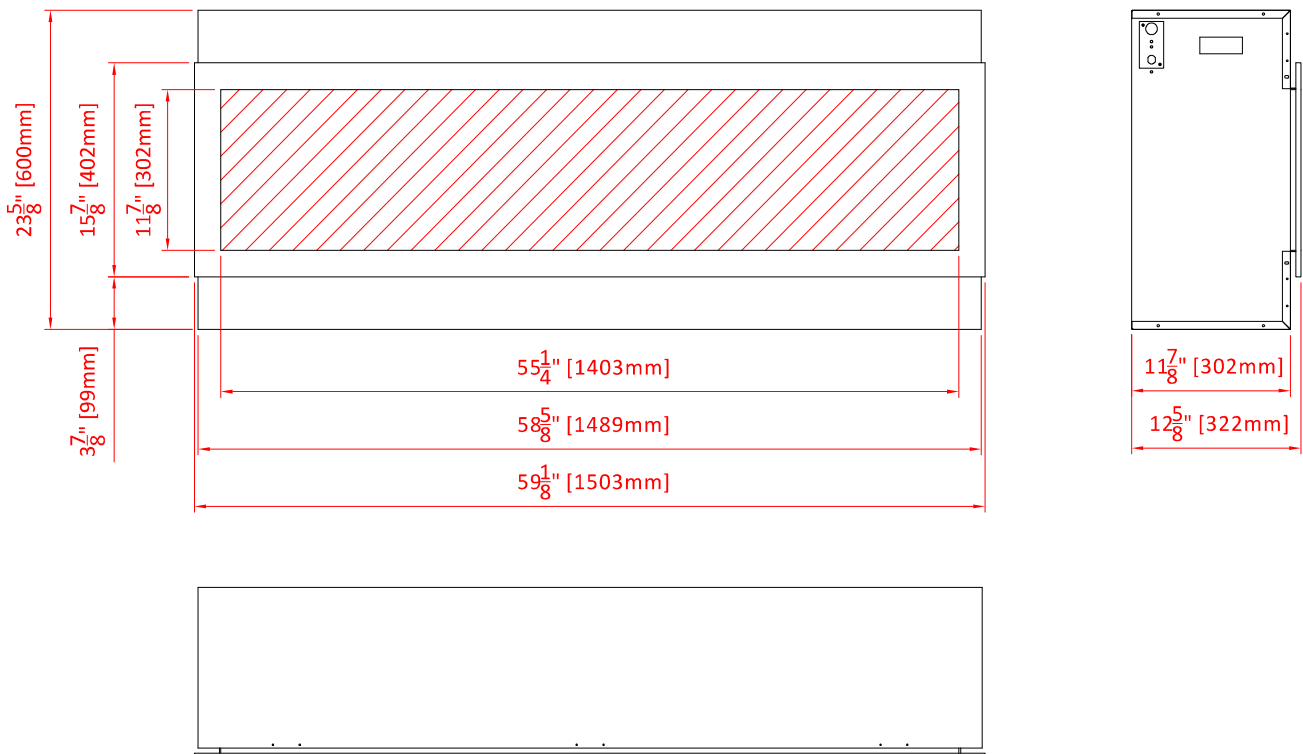 23 5/8" [600mm]
15 7/8" [402mm]
11 7/8" [302mm]
3 7/8" [99mm]
55 1/4" [1403mm]
58 5/8" [1489mm]
59 1/8" [1503mm]
11 7/8" [302mm]
12 5/8" [322mm]